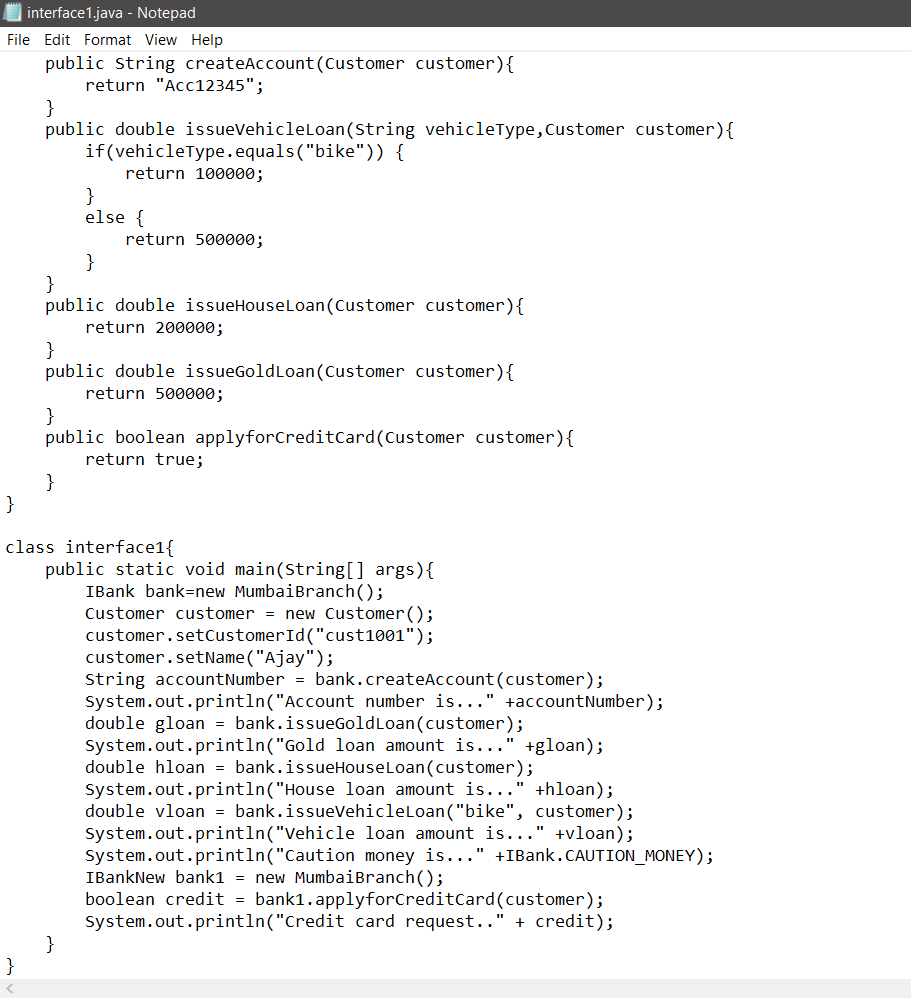 interface1.java - Notepad
File Edit Format View Help
    public String createAccount(Customer customer){
        return "Acc12345";
    }
    public double issueVehicleLoan(String vehicleType,Customer customer){
        if(vehicleType.equals("bike")) {
            return 100000;
        }
        else {
            return 500000;
        }
    }
    public double issueHouseLoan(Customer customer){
        return 200000;
    }
    public double issueGoldLoan(Customer customer){
        return 500000;
    }
    public boolean applyforCreditCard(Customer customer){
        return true;
    }
}

class interface1{
    public static void main(String[] args){
        IBank bank=new MumbaiBranch();
        Customer customer = new Customer();
        customer.setCustomerId("cust1001");
        customer.setName("Ajay");
        String accountNumber = bank.createAccount(customer);
        System.out.println("Account number is..." +accountNumber);
        double gloan = bank.issueGoldLoan(customer);
        System.out.println("Gold loan amount is..." +gloan);
        double hloan = bank.issueHouseLoan(customer);
        System.out.println("House loan amount is..." +hloan);
        double vloan = bank.issueVehicleLoan("bike", customer);
        System.out.println("Vehicle loan amount is..." +vloan);
        System.out.println("Caution money is..." +IBank.CAUTION_MONEY);
        IBankNew bank1 = new MumbaiBranch();
        boolean credit = bank1.applyforCreditCard(customer);
        System.out.println("Credit card request.." + credit);
    }
}